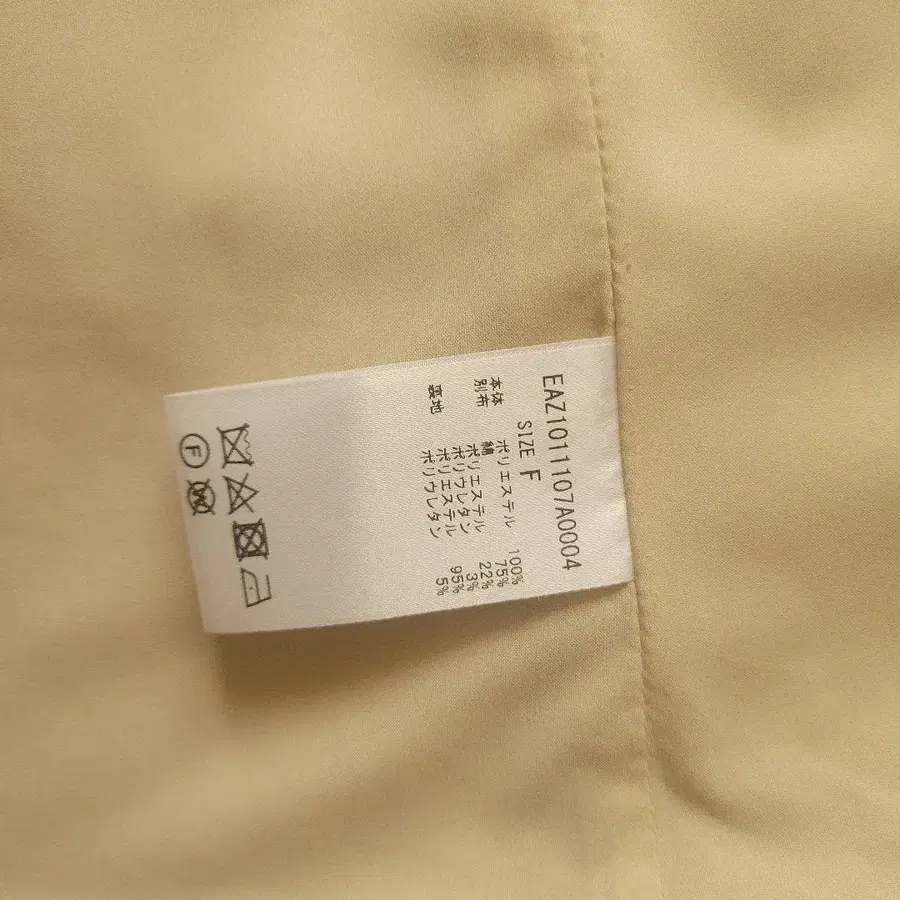 EAZ1011107A0004
SIZE F
本体 ポリエステル 100%
別布 綿 75%
ポリエステル 22%
ポリウレタン 3%
裏地 ポリエステル 95%
ポリウレタン 5%
F
W